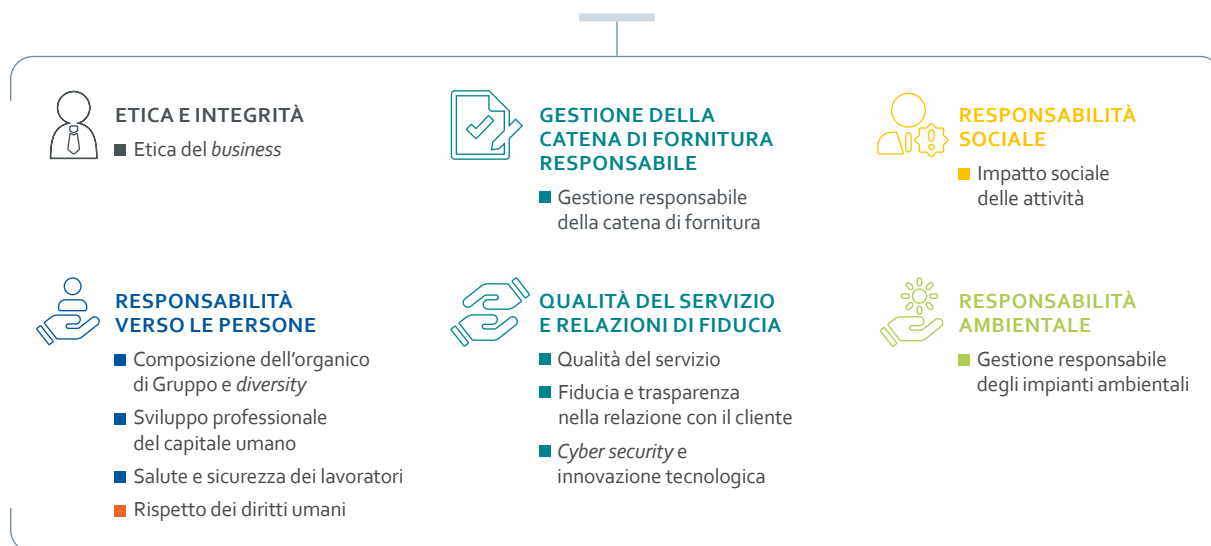 ETICA E INTEGRITÀ
Etica del business
GESTIONE DELLA
CATENA DI FORNITURA
RESPONSABILE
Gestione responsabile
della catena di fornitura
RESPONSABILITÀ
SOCIALE
Impatto sociale
delle attività
RESPONSABILITÀ
VERSO LE PERSONE
Composizione dell'organico
di Gruppo e diversity
Sviluppo professionale
del capitale umano
Salute e sicurezza dei lavoratori
Rispetto dei diritti umani
QUALITÀ DEL SERVIZIO
E RELAZIONI DI FIDUCIA
Qualità del servizio
Fiducia e trasparenza
nella relazione con il cliente
Cyber security e
innovazione tecnologica
RESPONSABILITÀ
AMBIENTALE
Gestione responsabile
degli impianti ambientali